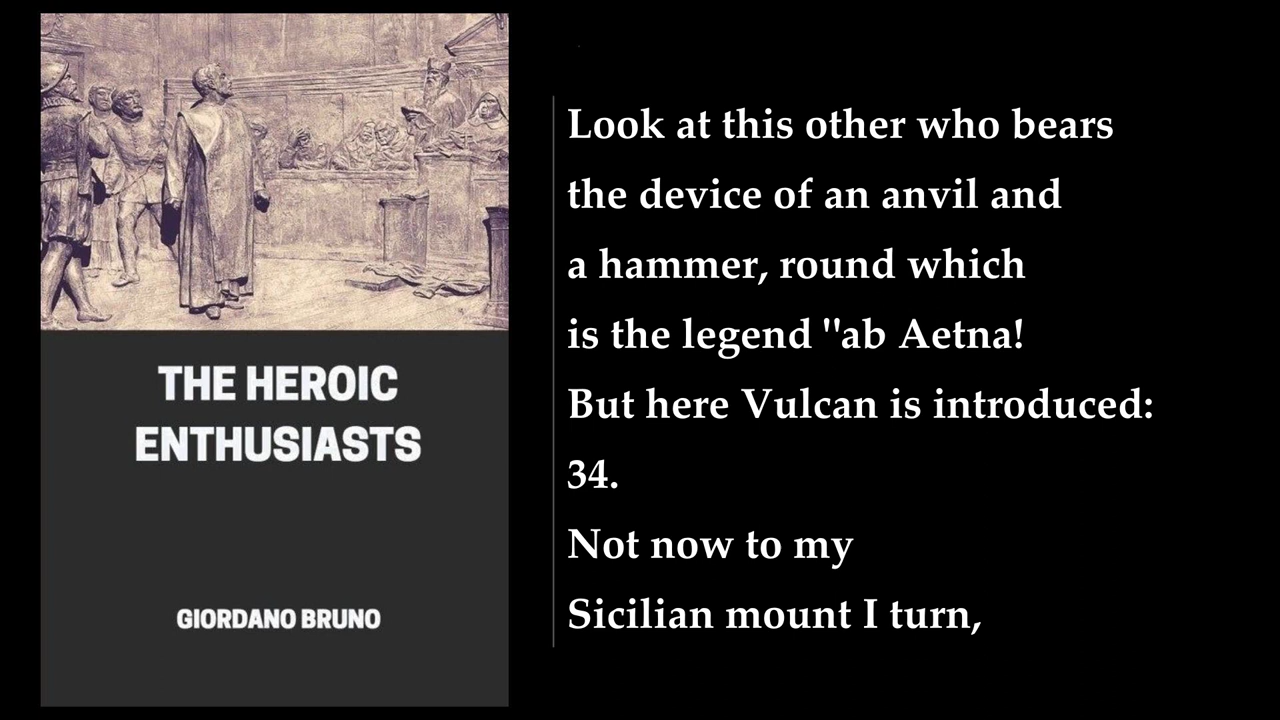 THE HEROIC
ENTHUSIASTS
GIORDANO BRUNO
Look at this other who bears
the device of an anvil and
a hammer, round which
is the legend "ab Aetna!
But here Vulcan is introduced:
34.
Not now to my
Sicilian mount I turn,